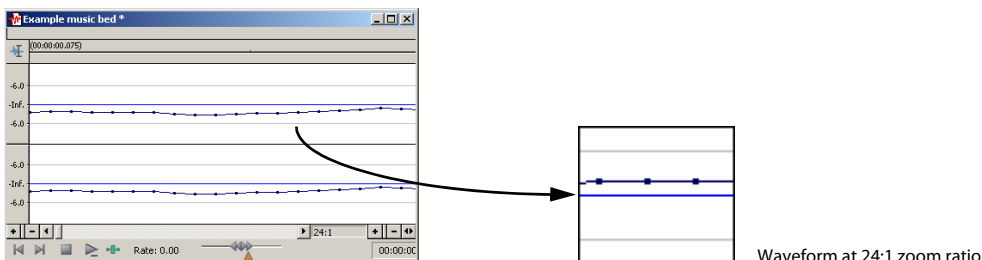 Example music bed *
(00:00:00.075)
-6.0
-Inf.
-6.0
-6.0
-Inf.
-6.0
24:1
Rate: 0.00
00:00:00
Waveform at 24:1 zoom ratio